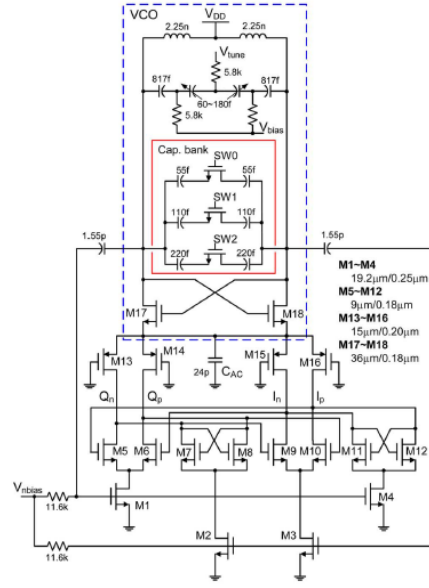 VCO
V_DD
2.25n 2.25n
V_tune
817f 5.8k 817f
60~180f
5.8k
V_bias
Cap. bank
SW0
55f 55f
SW1
110f 110f
SW2
220f 220f
1.55p 1.55p
M17 M18
M1~M4
19.2μm/0.25μm
M5~M12
9μm/0.18μm
M13~M16
15μm/0.20μm
M17~M18
36μm/0.18μm
M13 M14 M15 M16
24p C_AC
Q_n Q_p I_n I_p
M5 M6 M7 M8 M9 M10 M11 M12
V_nbias
11.6k M1 M4
11.6k M2 M3